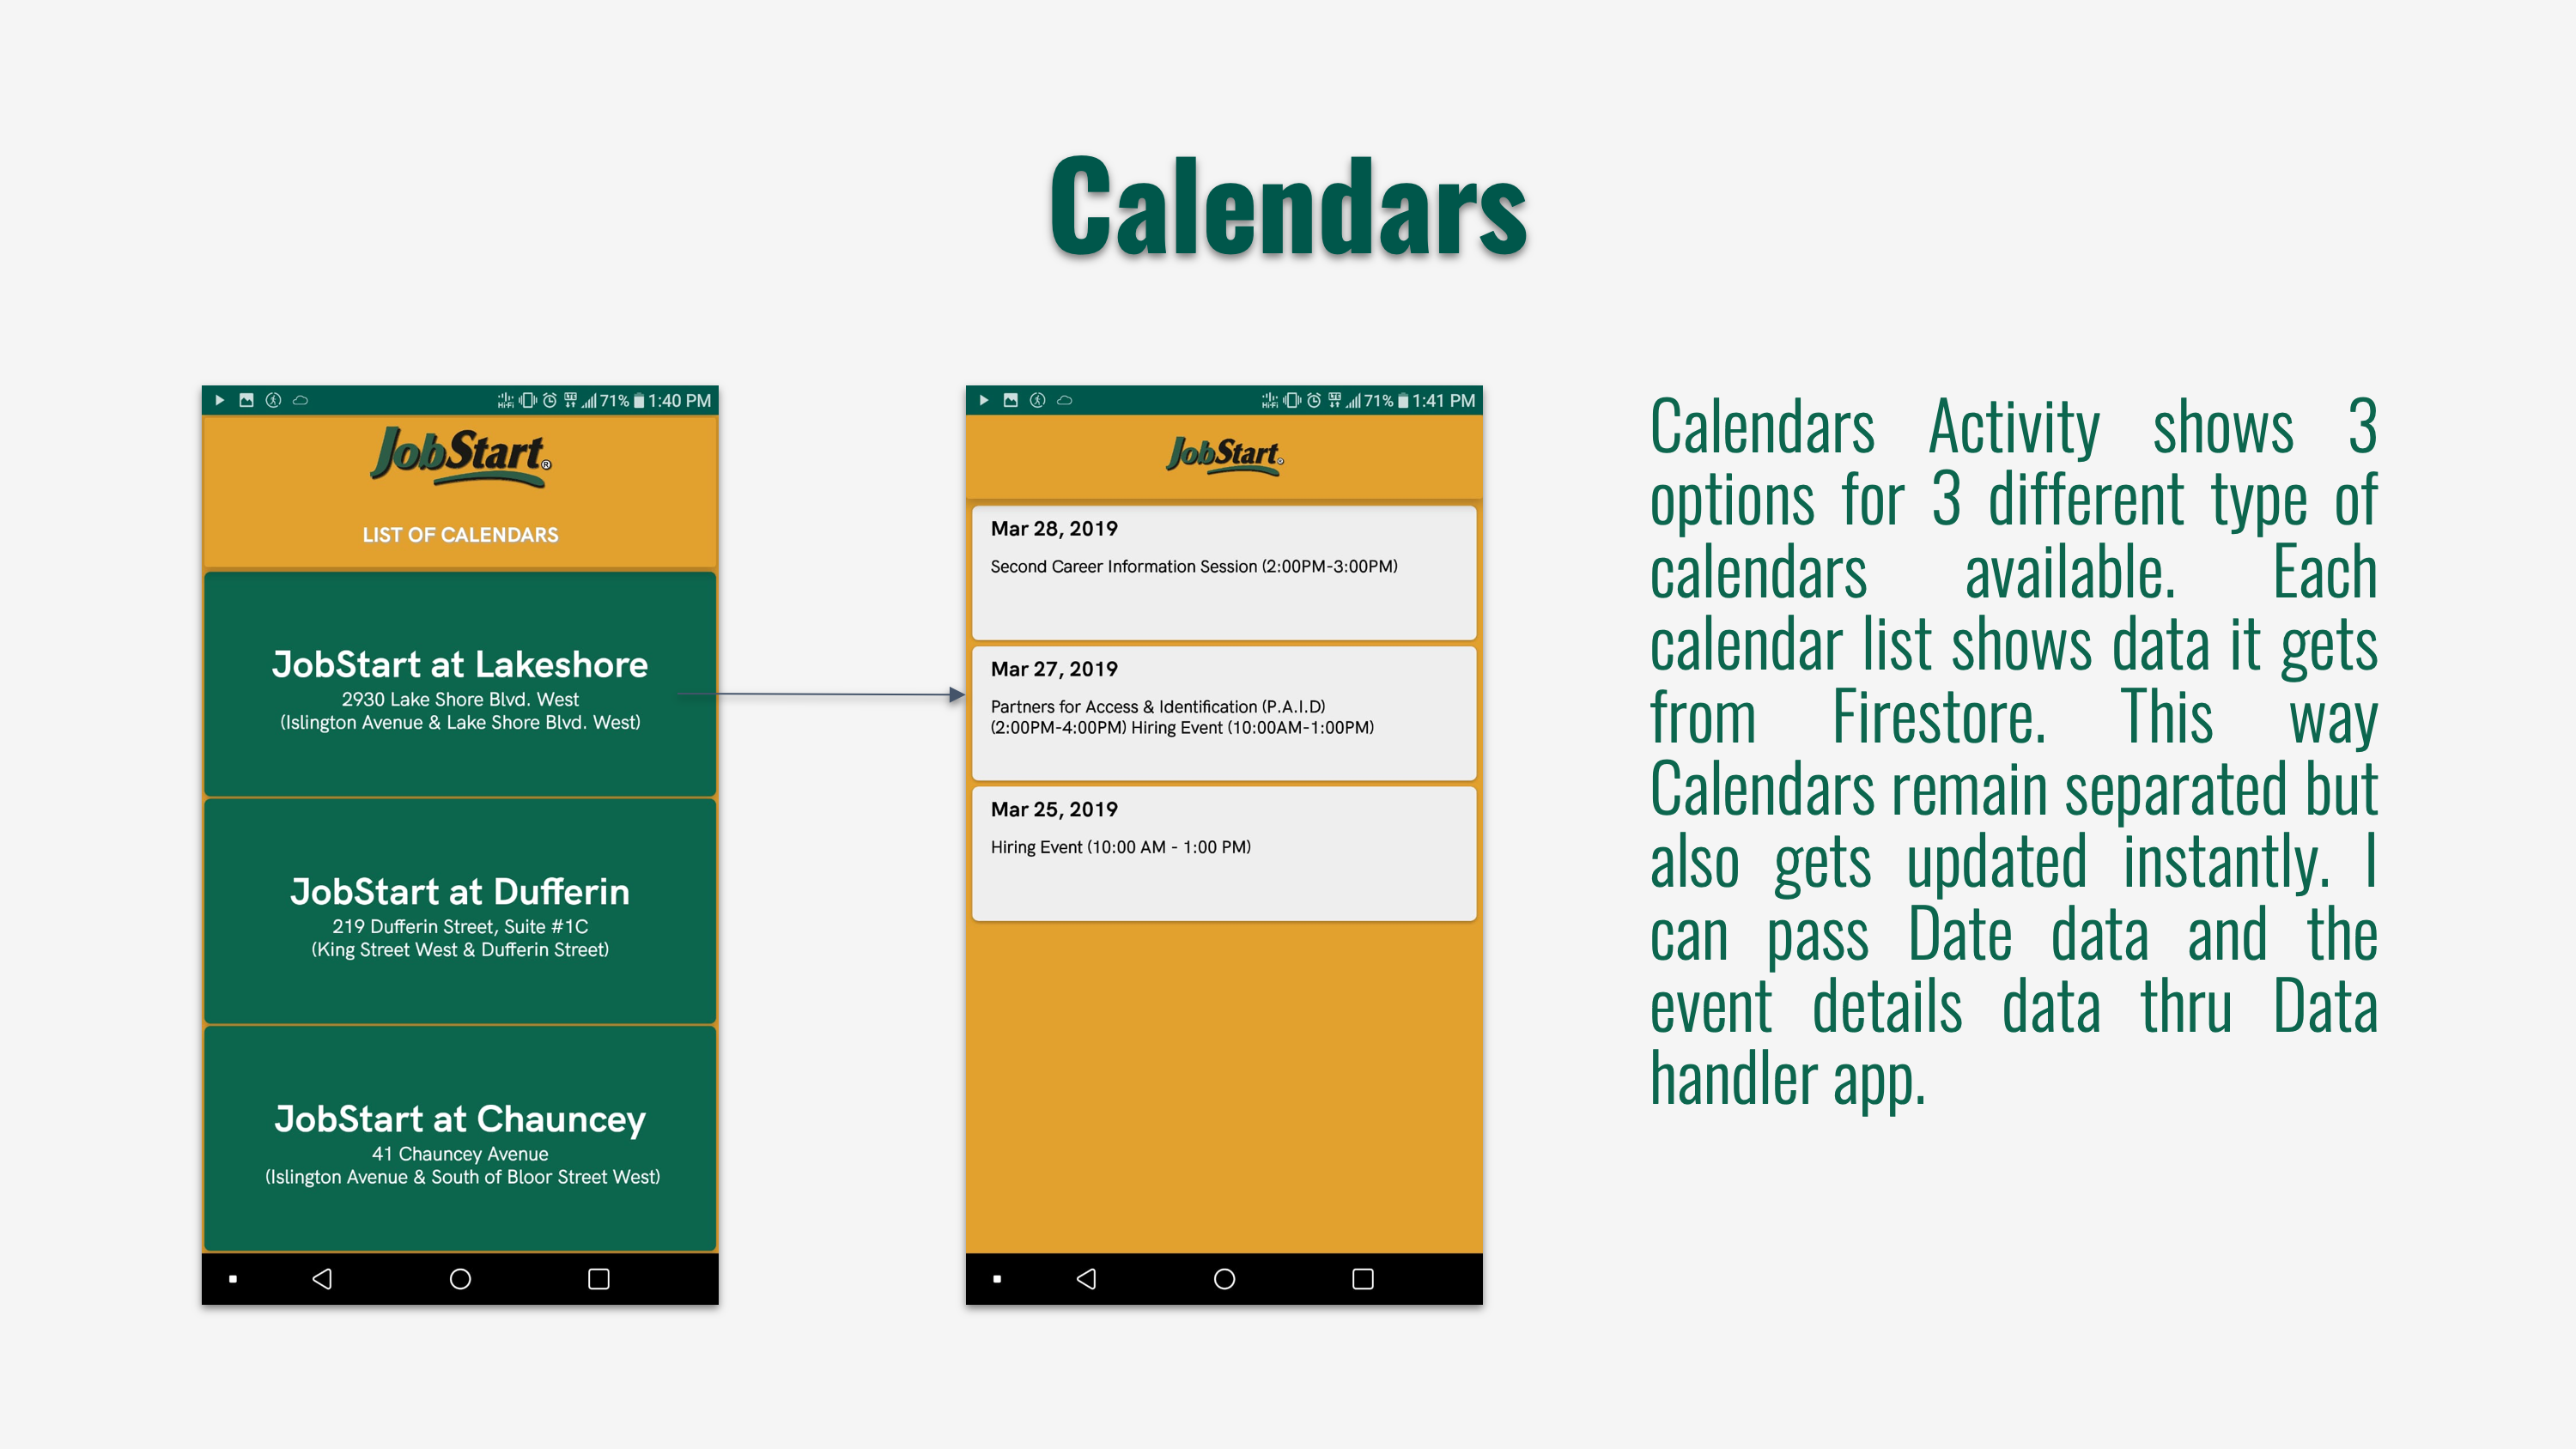 Calendars
Hi-Fi LTE 71% 1:40 PM
JobStart®
LIST OF CALENDARS
JobStart at Lakeshore
2930 Lake Shore Blvd. West
(Islington Avenue & Lake Shore Blvd. West)
JobStart at Dufferin
219 Dufferin Street, Suite #1C
(King Street West & Dufferin Street)
JobStart at Chauncey
41 Chauncey Avenue
(Islington Avenue & South of Bloor Street West)
Hi-Fi LTE 71% 1:41 PM
JobStart®
Mar 28, 2019
Second Career Information Session (2:00PM-3:00PM)
Mar 27, 2019
Partners for Access & Identification (P.A.I.D)
(2:00PM-4:00PM) Hiring Event (10:00AM-1:00PM)
Mar 25, 2019
Hiring Event (10:00 AM - 1:00 PM)
Calendars Activity shows 3
options for 3 different type of
calendars available. Each
calendar list shows data it gets
from Firestore. This way
Calendars remain separated but
also gets updated instantly. I
can pass Date data and the
event details data thru Data
handler app.